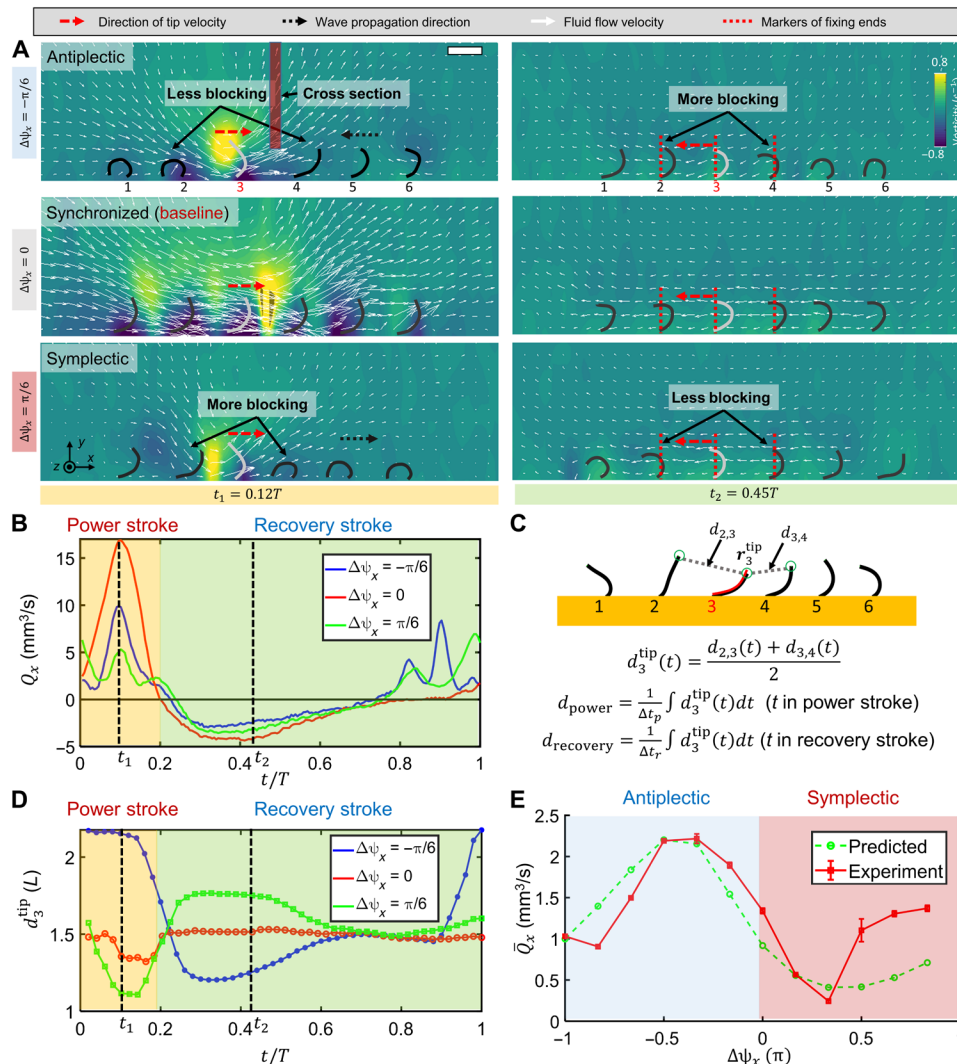 Direction of tip velocity
Wave propagation direction
Fluid flow velocity
Markers of fixing ends
A
Δψₓ = −π/6
Antiplectic
Less blocking
Cross section
1 2 3 4 5 6
More blocking
0.8
−0.8
1 2 3 4 5 6
Δψₓ = 0
Synchronized (baseline)
Δψₓ = π/6
Symplectic
More blocking
y
z x
t₁ = 0.12T
Less blocking
t₂ = 0.45T
B
Power stroke Recovery stroke
Qₓ (mm³/s)
15
10
5
0
−5
Δψₓ = −π/6
Δψₓ = 0
Δψₓ = π/6
0 t₁ 0.2 0.4 t₂ 0.6 0.8 1
t/T
C
d₂,₃ r₃ᵗⁱᵖ d₃,₄
1 2 3 4 5 6
d₃ᵗⁱᵖ(t) = (d₂,₃(t) + d₃,₄(t))/2
d_power = 1/Δt_p ∫ d₃ᵗⁱᵖ(t)dt (t in power stroke)
d_recovery = 1/Δt_r ∫ d₃ᵗⁱᵖ(t)dt (t in recovery stroke)
D
Power stroke Recovery stroke
d₃ᵗⁱᵖ (L)
2
1.5
1
Δψₓ = −π/6
Δψₓ = 0
Δψₓ = π/6
0 t₁ 0.2 0.4 t₂ 0.6 0.8 1
t/T
E
Antiplectic Symplectic
Q̄ₓ (mm³/s)
2.5
2
1.5
1
0.5
0
Predicted
Experiment
-1 -0.5 0 0.5
Δψₓ (π)